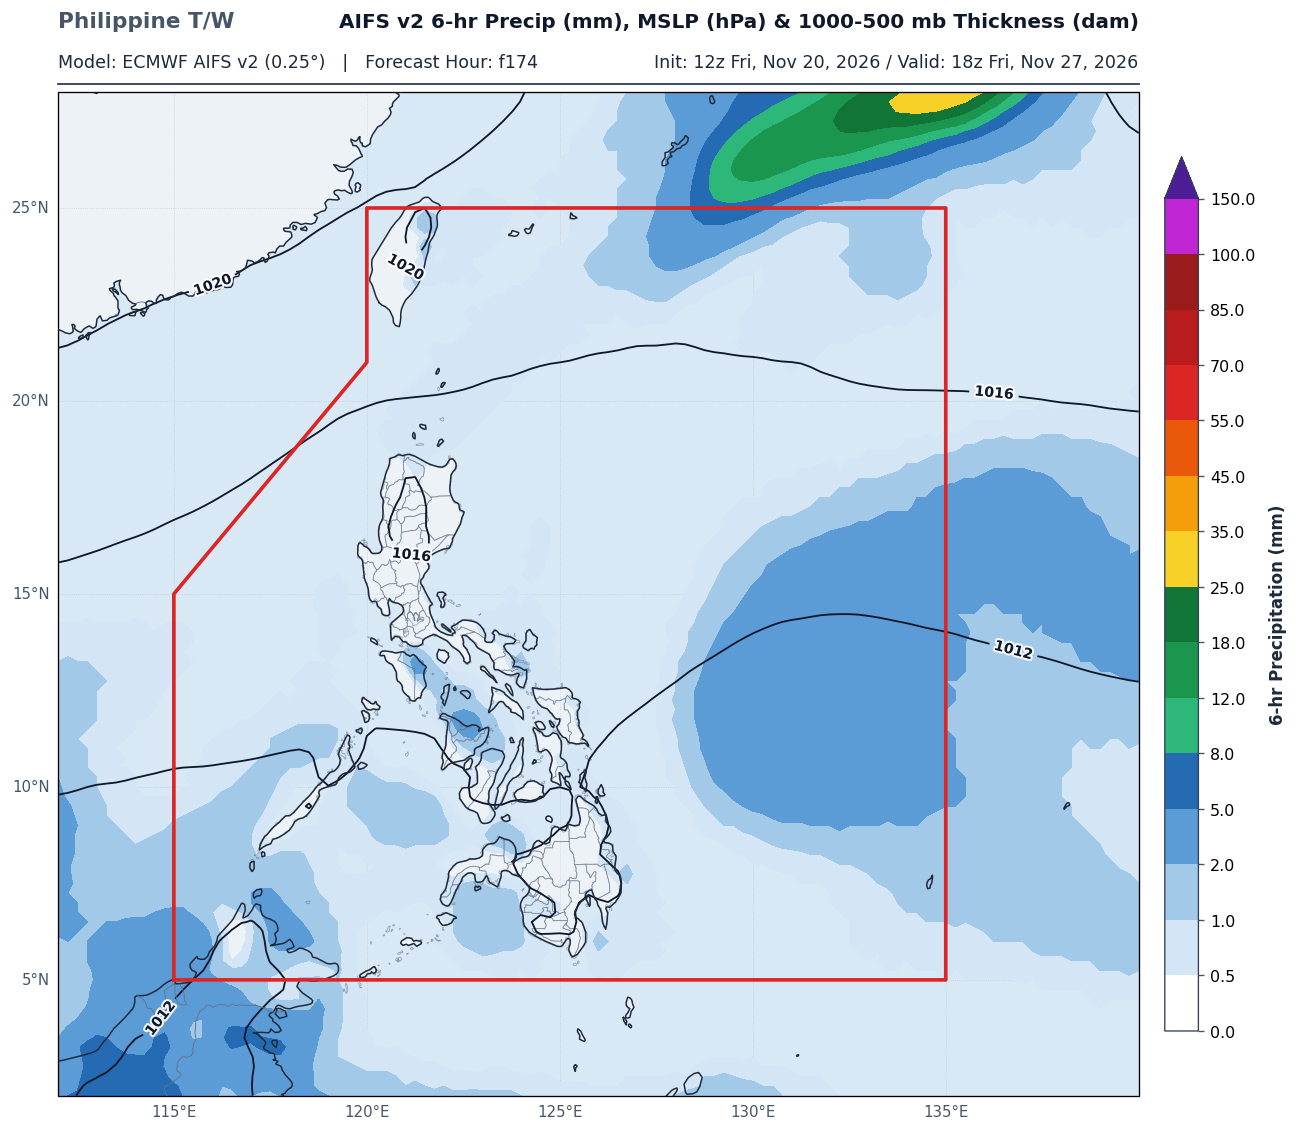 Philippine T/W
AIFS v2 6-hr Precip (mm), MSLP (hPa) & 1000-500 mb Thickness (dam)
Model: ECMWF AIFS v2 (0.25°) | Forecast Hour: f174
Init: 12z Fri, Nov 20, 2026 / Valid: 18z Fri, Nov 27, 2026
25°N
20°N
15°N
10°N
5°N
1020
1020
1016
1016
1012
1012
115°E
120°E
125°E
130°E
135°E
150.0
100.0
85.0
70.0
55.0
45.0
35.0
25.0
18.0
12.0
8.0
5.0
2.0
1.0
0.5
0.0
6-hr Precipitation (mm)